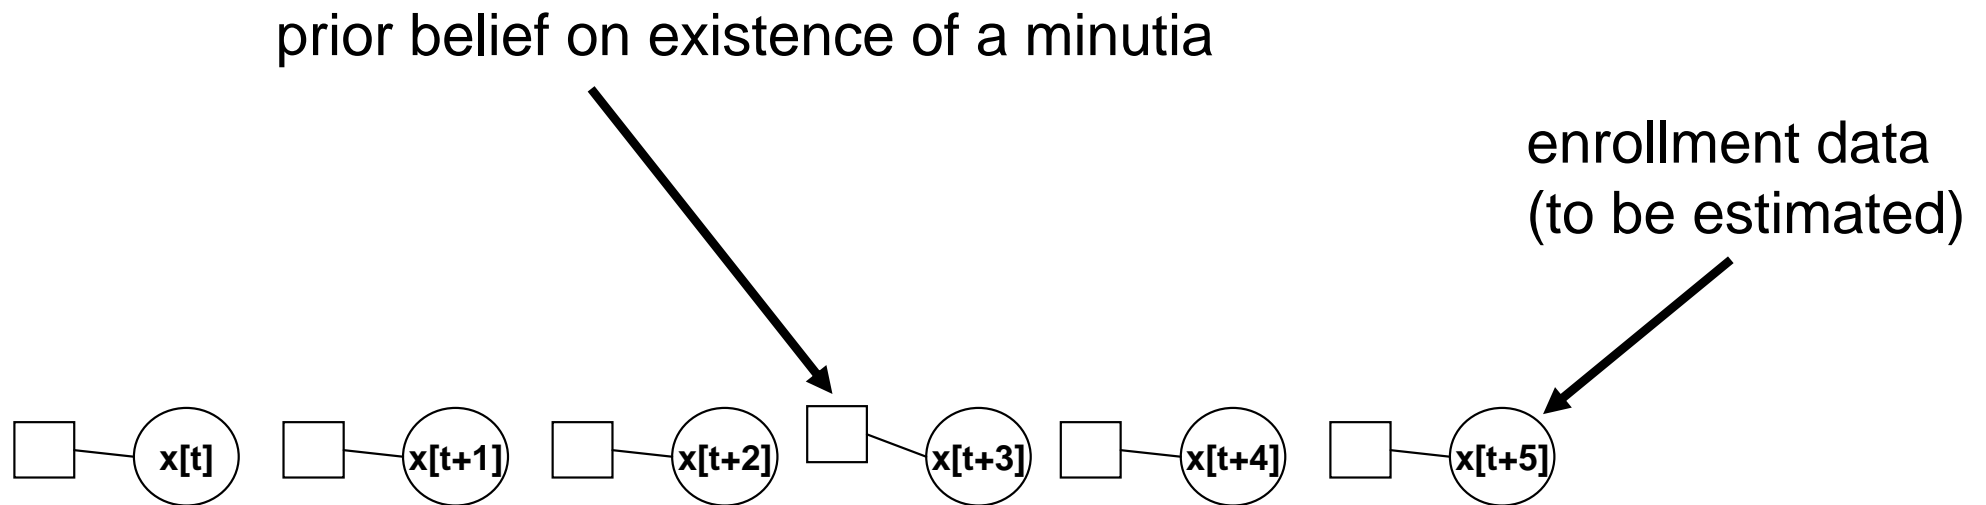 prior belief on existence of a minutia
enrollment data
(to be estimated)
x[t] x[t+1] x[t+2] x[t+3] x[t+4] x[t+5]